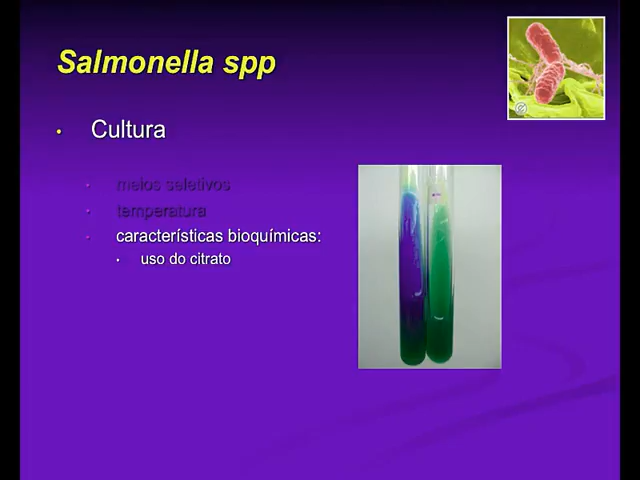 Salmonella spp
• Cultura
• meios seletivos
• temperatura
• características bioquímicas:
• uso do citrato